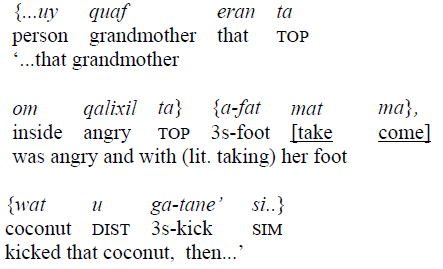 {...uy quaf eran ta
person grandmother that TOP
‘...that grandmother
om qalixil ta} {a-fat mat ma},
inside angry TOP 3s-foot [take come]
was angry and with (lit. taking) her foot
{wat u ga-tane’ si..}
coconut DIST 3s-kick SIM
kicked that coconut, then...’